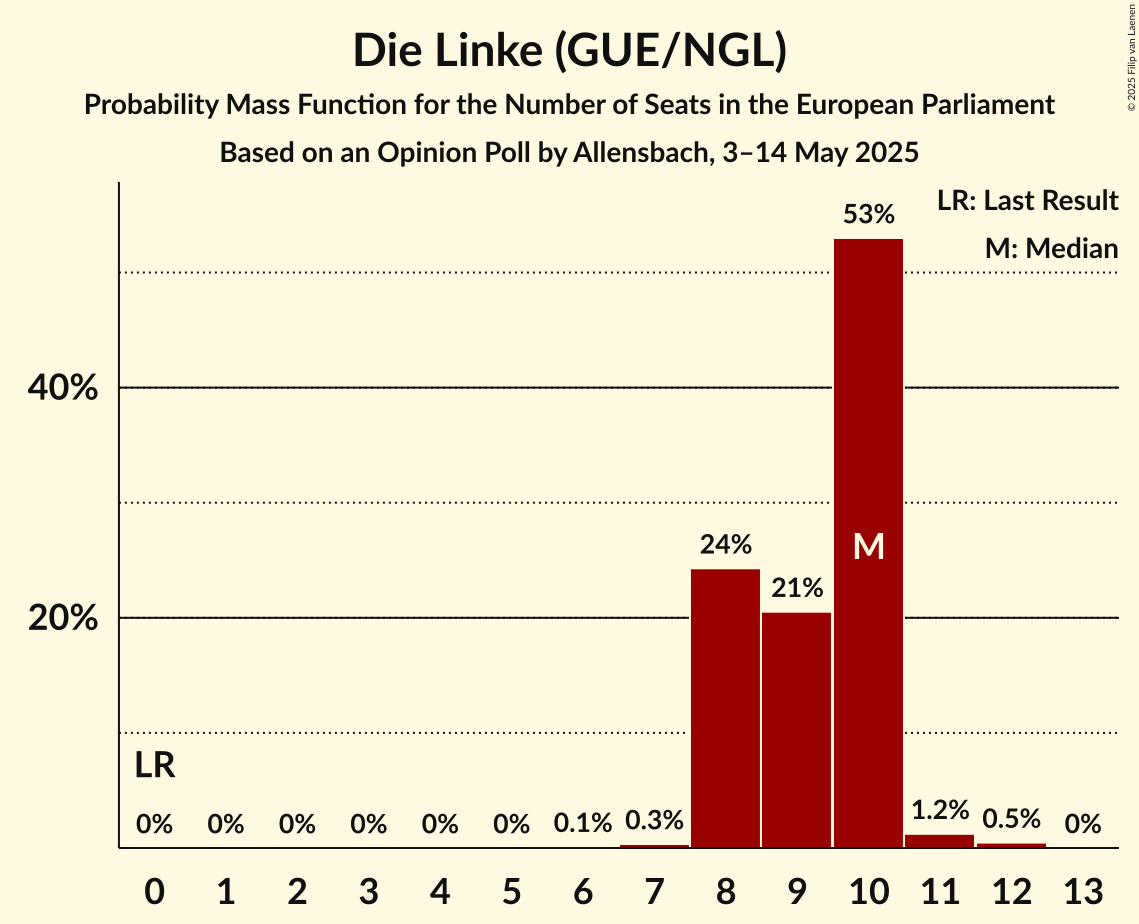 Die Linke (GUE/NGL)
Probability Mass Function for the Number of Seats in the European Parliament
Based on an Opinion Poll by Allensbach, 3–14 May 2025
© 2025 Filip van Laenen
LR: Last Result
M: Median
53%
40%
24%
M
21%
20%
LR
0% 0% 0% 0% 0% 0% 0.1% 0.3% 1.2% 0.5% 0%
0 1 2 3 4 5 6 7 8 9 10 11 12 13